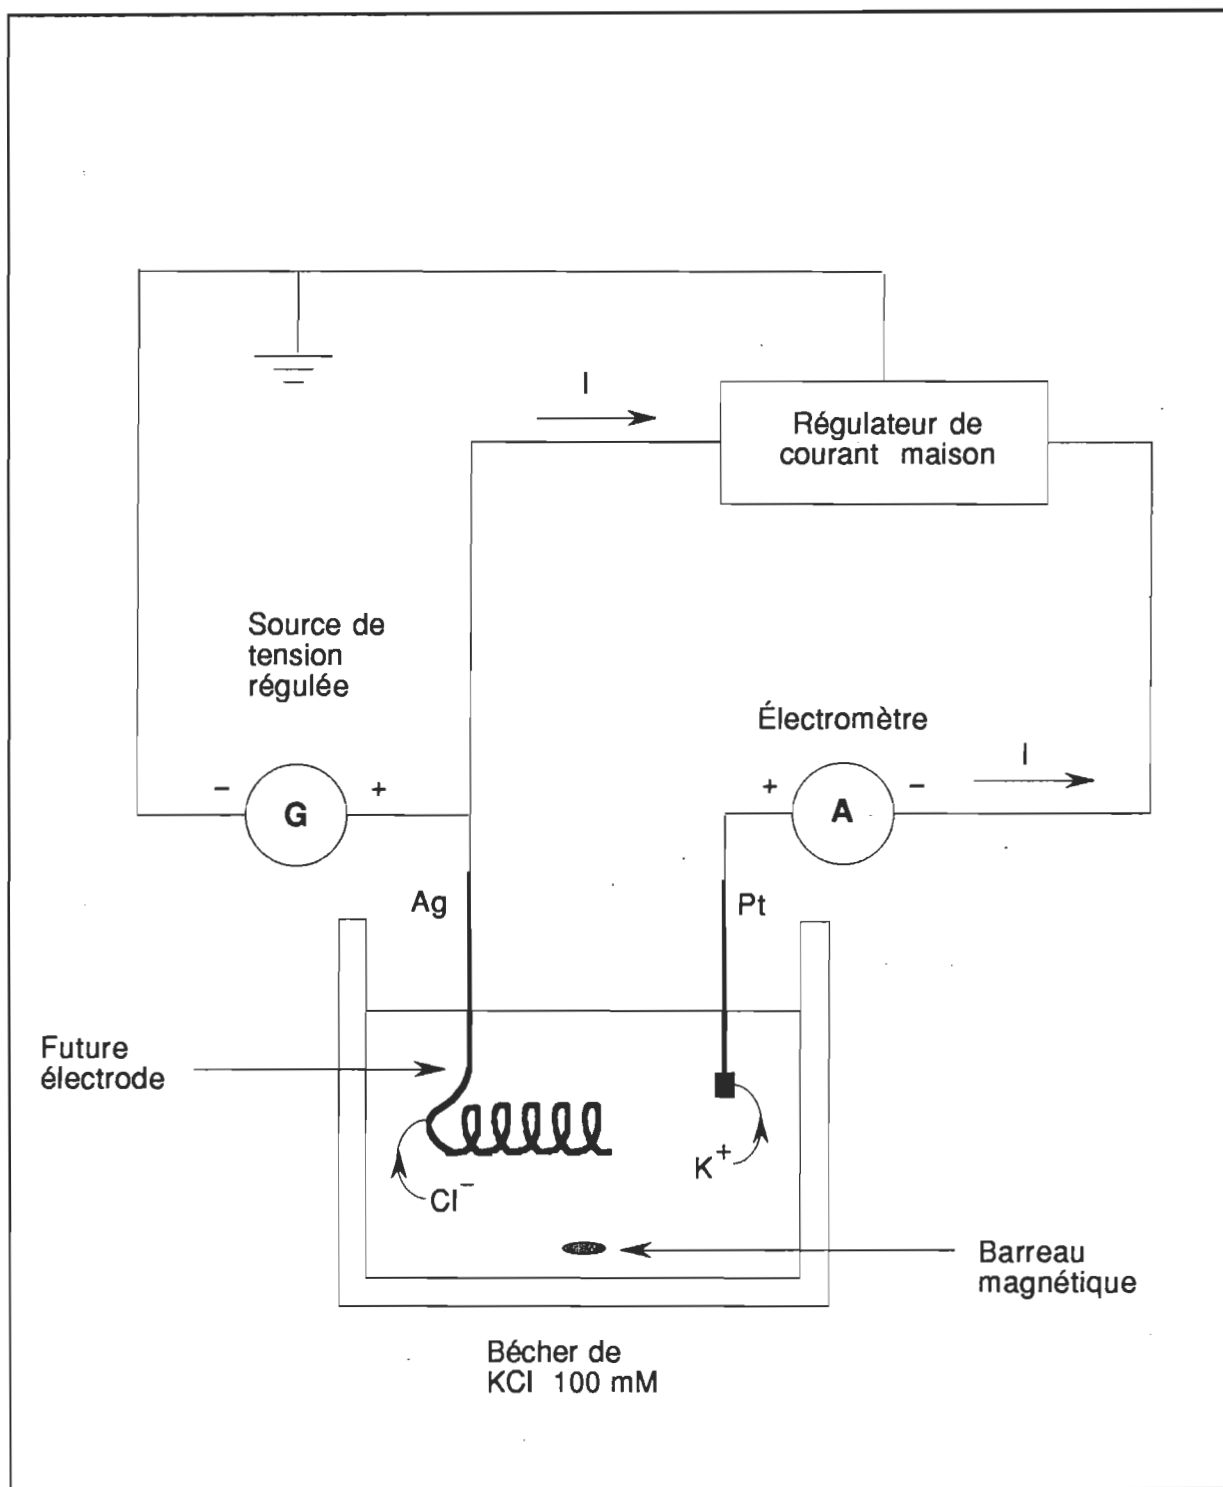 I
Régulateur de
courant maison
Source de
tension
régulée
Électromètre
I
- G +
+ A -
Ag
Pt
Future
électrode
K+
Cl-
Barreau
magnétique
Bécher de
KCl 100 mM